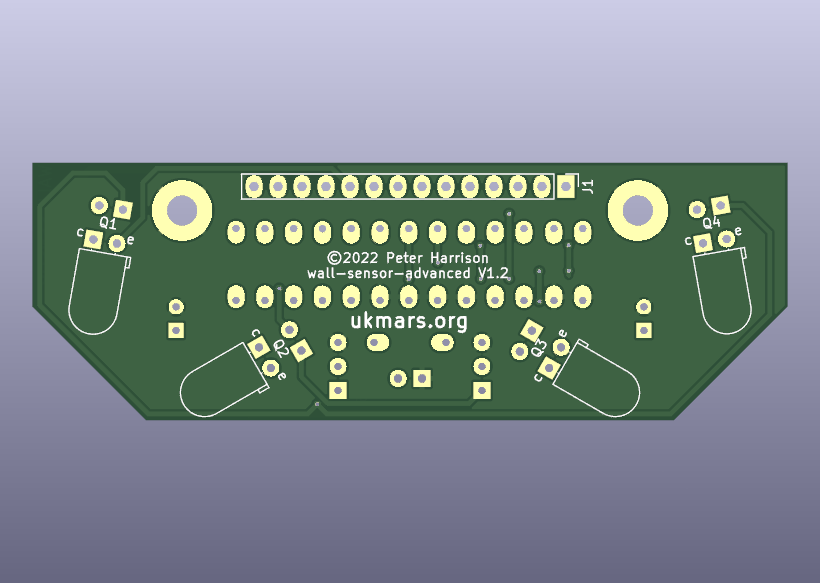 J1
Q1
c
e
Q4
c
e
©2022 Peter Harrison
wall-sensor-advanced V1.2
ukmars.org
c
Q2
e
e
Q3
c